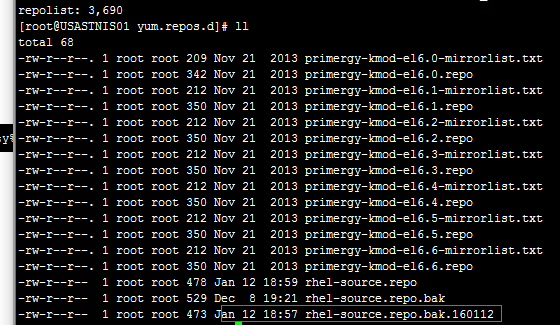 repolist: 3,690
[root@USASTNIS01 yum.repos.d]# ll
total 68
-rw-r--r--. 1 root root 209 Nov 21  2013 primergy-kmod-el6.0-mirrorlist.txt
-rw-r--r--. 1 root root 342 Nov 21  2013 primergy-kmod-el6.0.repo
-rw-r--r--. 1 root root 212 Nov 21  2013 primergy-kmod-el6.1-mirrorlist.txt
-rw-r--r--. 1 root root 350 Nov 21  2013 primergy-kmod-el6.1.repo
-rw-r--r--. 1 root root 212 Nov 21  2013 primergy-kmod-el6.2-mirrorlist.txt
-rw-r--r--. 1 root root 350 Nov 21  2013 primergy-kmod-el6.2.repo
-rw-r--r--. 1 root root 212 Nov 21  2013 primergy-kmod-el6.3-mirrorlist.txt
-rw-r--r--. 1 root root 350 Nov 21  2013 primergy-kmod-el6.3.repo
-rw-r--r--. 1 root root 212 Nov 21  2013 primergy-kmod-el6.4-mirrorlist.txt
-rw-r--r--. 1 root root 350 Nov 21  2013 primergy-kmod-el6.4.repo
-rw-r--r--. 1 root root 212 Nov 21  2013 primergy-kmod-el6.5-mirrorlist.txt
-rw-r--r--. 1 root root 350 Nov 21  2013 primergy-kmod-el6.5.repo
-rw-r--r--. 1 root root 212 Nov 21  2013 primergy-kmod-el6.6-mirrorlist.txt
-rw-r--r--. 1 root root 350 Nov 21  2013 primergy-kmod-el6.6.repo
-rw-r--r--  1 root root 478 Jan 12 18:59 rhel-source.repo
-rw-r--r--  1 root root 529 Dec  8 19:21 rhel-source.repo.bak
-rw-r--r--  1 root root 473 Jan 12 18:57 rhel-source.repo.bak.160112